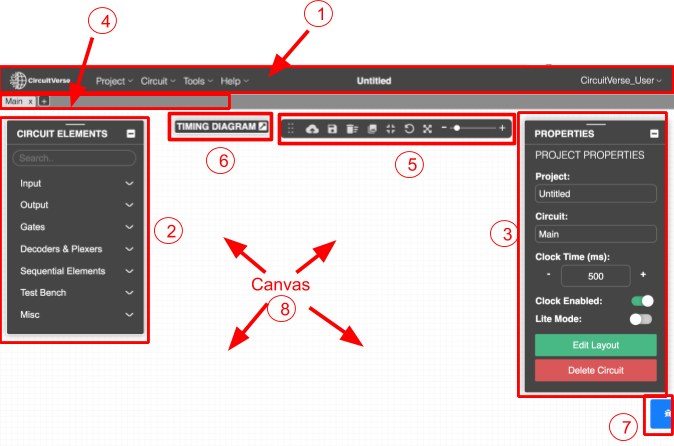 4
1
CircuitVerse Project Circuit Tools Help Untitled CircuitVerse_User
Main x +
CIRCUIT ELEMENTS
Search..
Input
Output
Gates
Decoders & Plexers
Sequential Elements
Test Bench
Misc
2
TIMING DIAGRAM
6
- +
5
PROPERTIES
PROJECT PROPERTIES
Project:
Untitled
Circuit:
Main
Clock Time (ms):
- 500 +
Clock Enabled:
Lite Mode:
Edit Layout
Delete Circuit
3
Canvas
8
7